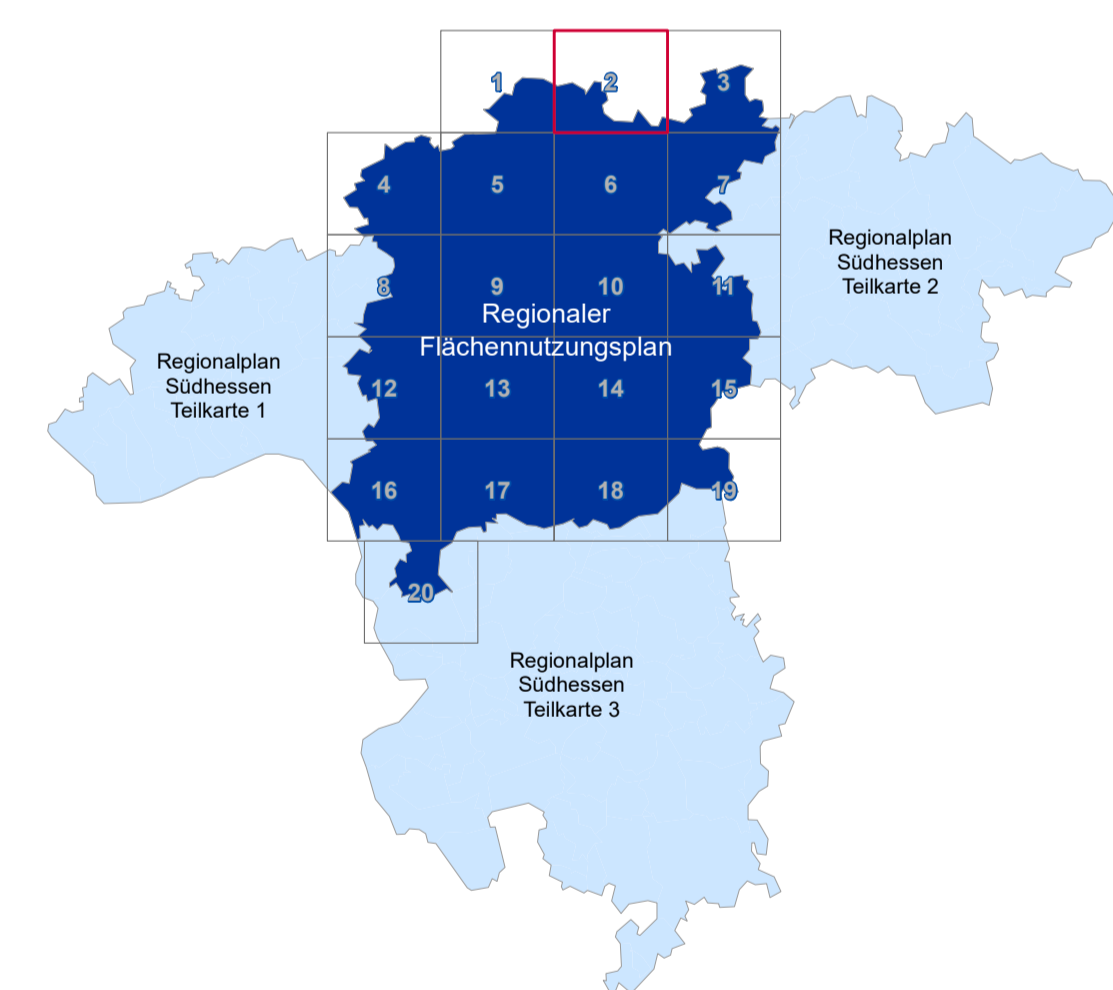 1
2
3
4
5
6
7
Regionalplan
Südhessen
Teilkarte 2
8
9
10
11
Regionaler
Flächennutzungsplan
Regionalplan
Südhessen
Teilkarte 1
12
13
14
15
16
17
18
19
20
Regionalplan
Südhessen
Teilkarte 3